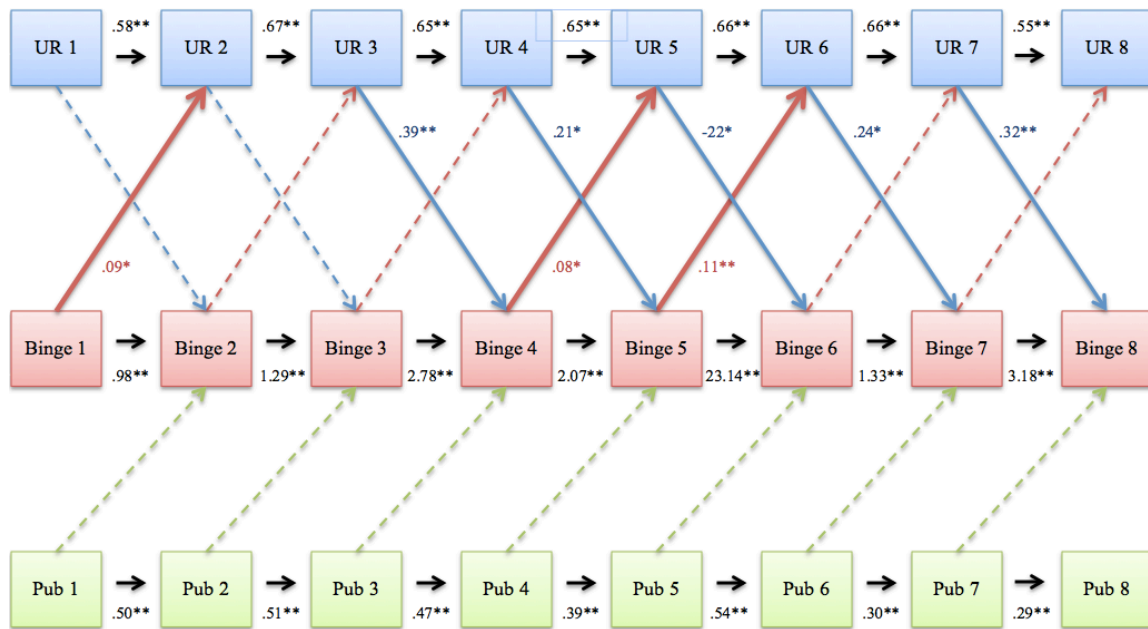 .58** .67** .65** .65** .66** .66** .55**
UR 1 UR 2 UR 3 UR 4 UR 5 UR 6 UR 7 UR 8
.39** .21* -22* .24* .32**
.09* .08* .11**
Binge 1 Binge 2 Binge 3 Binge 4 Binge 5 Binge 6 Binge 7 Binge 8
.98** 1.29** 2.78** 2.07** 23.14** 1.33** 3.18**
Pub 1 Pub 2 Pub 3 Pub 4 Pub 5 Pub 6 Pub 7 Pub 8
.50** .51** .47** .39** .54** .30** .29**